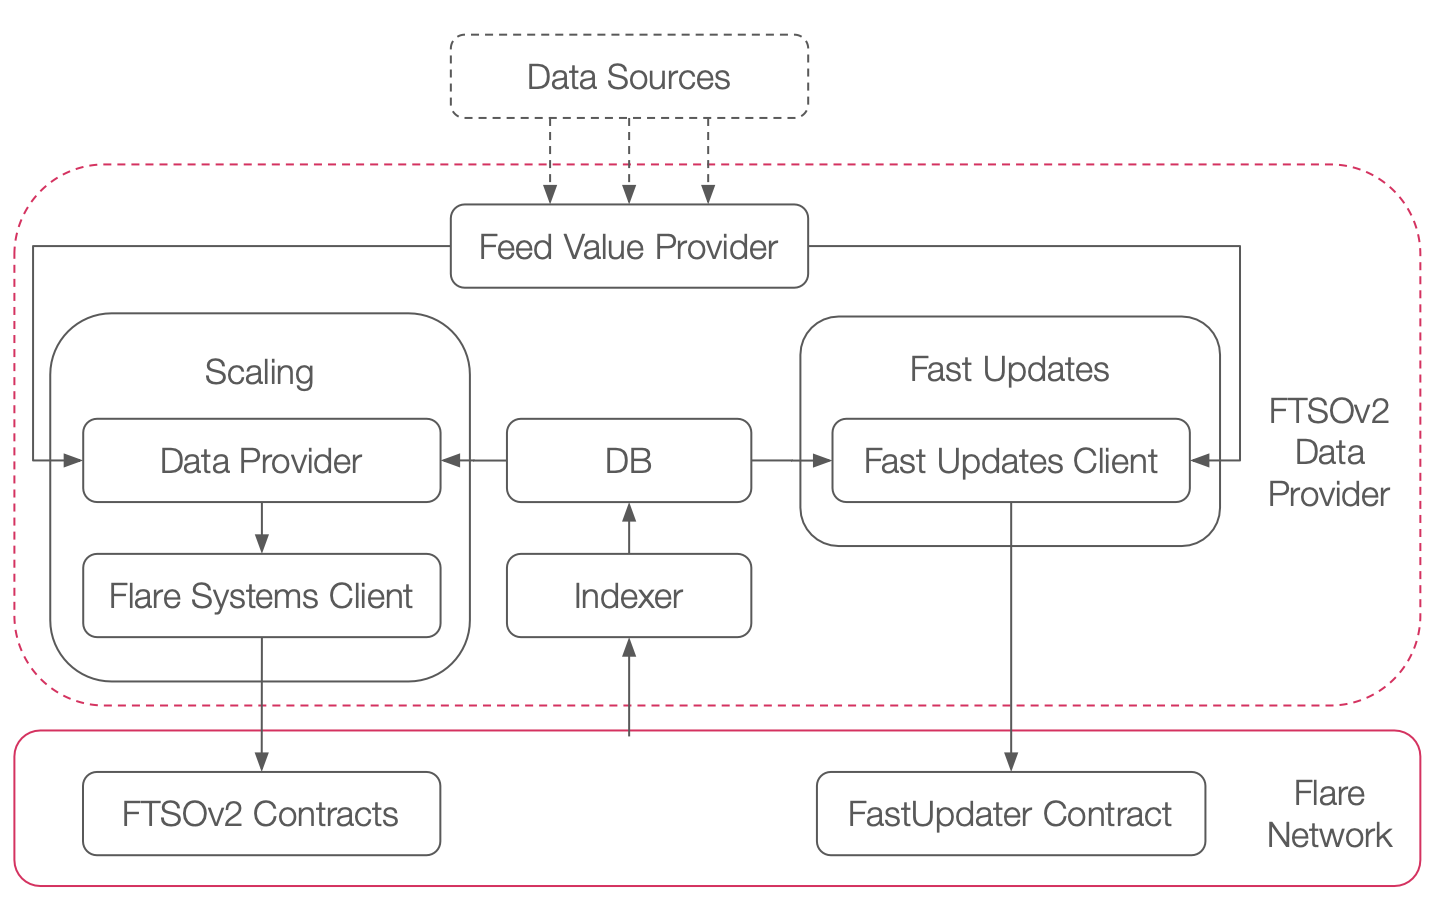 Data Sources
Feed Value Provider
Scaling
Fast Updates
Data Provider
DB
Fast Updates Client
FTSOv2
Data
Provider
Flare Systems Client
Indexer
FTSOv2 Contracts
FastUpdater Contract
Flare
Network